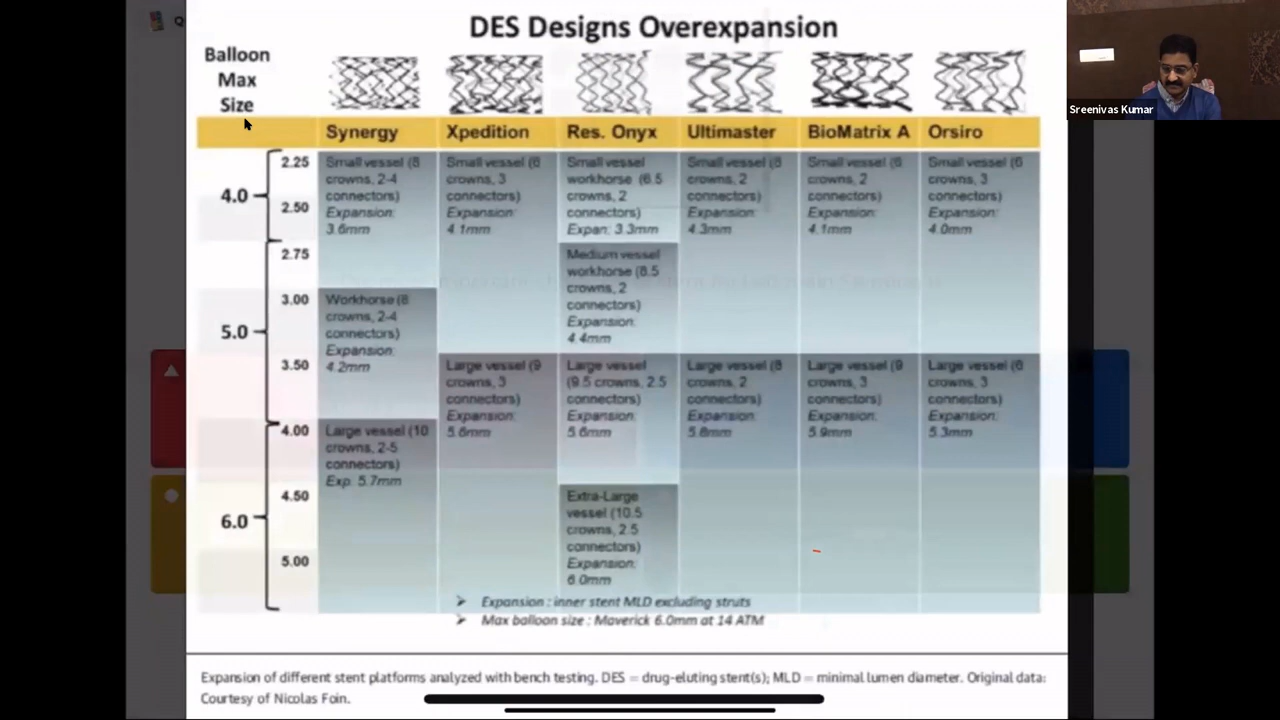 DES Designs Overexpansion
Balloon
Max
Size
Synergy
Xpedition
Res. Onyx
Ultimaster
BioMatrix A
Orsiro
4.0
5.0
6.0
2.25
2.50
2.75
3.00
3.50
4.00
4.50
5.00
Small vessel (8
crowns, 2-4
connectors)
Expansion:
3.6mm
Workhorse (8
crowns, 2-4
connectors)
Expansion:
4.2mm
Large vessel (10
crowns, 2-5
connectors)
Exp. 5.7mm
Small vessel (6
crowns, 3
connectors)
Expansion:
4.1mm
Large vessel (9
crowns, 3
connectors)
Expansion:
5.6mm
Small vessel
workhorse (6.5
crowns, 2
connectors)
Expan: 3.3mm
Medium vessel
workhorse (8.5
crowns, 2
connectors)
Expansion:
4.4mm
Large vessel
(9.5 crowns, 2.5
connectors)
Expansion:
5.6mm
Extra-Large
vessel (10.5
crowns, 2.5
connectors)
Expansion:
6.0mm
Small vessel (8
crowns, 2
connectors)
Expansion:
4.3mm
Large vessel (8
crowns, 2
connectors)
Expansion:
5.8mm
Small vessel (6
crowns, 2
connectors)
Expansion:
4.1mm
Large vessel (9
crowns, 3
connectors)
Expansion:
5.9mm
Small vessel (6
crowns, 3
connectors)
Expansion:
4.0mm
Large vessel (6
crowns, 3
connectors)
Expansion:
5.3mm
➢ Expansion : inner stent MLD excluding struts
➢ Max balloon size : Maverick 6.0mm at 14 ATM
Expansion of different stent platforms analyzed with bench testing. DES = drug-eluting stent(s); MLD = minimal lumen diameter. Original data:
Courtesy of Nicolas Foin.
Sreenivas Kumar